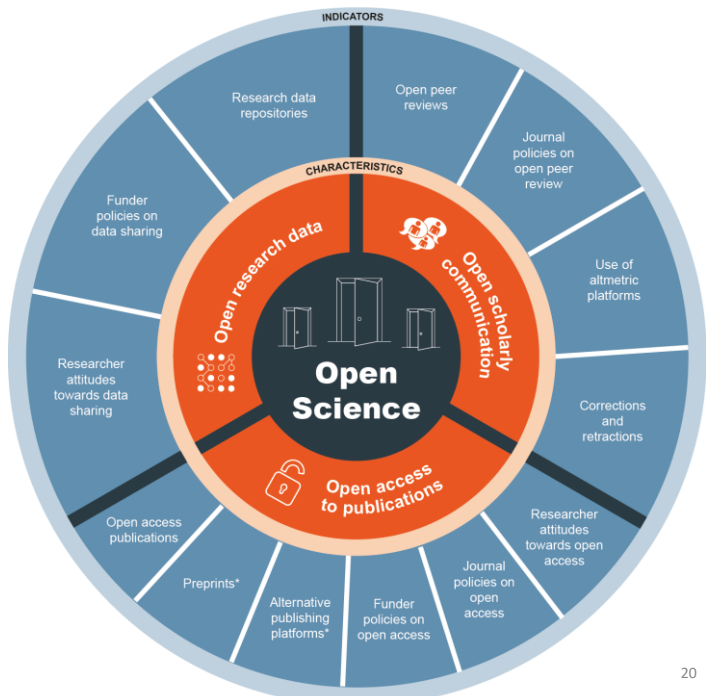 INDICATORS
Research data
repositories
Open peer
reviews
Journal
policies on
open peer
review
Funder
policies on
data sharing
Use of
altmetric
platforms
Researcher
attitudes
towards data
sharing
Corrections
and
retractions
CHARACTERISTICS
Open research data
Open scholarly
communication
Open
Science
Open access
to publications
Open access
publications
Preprints*
Alternative
publishing
platforms*
Funder
policies on
open access
Journal
policies on
open
access
Researcher
attitudes
towards open
access
20